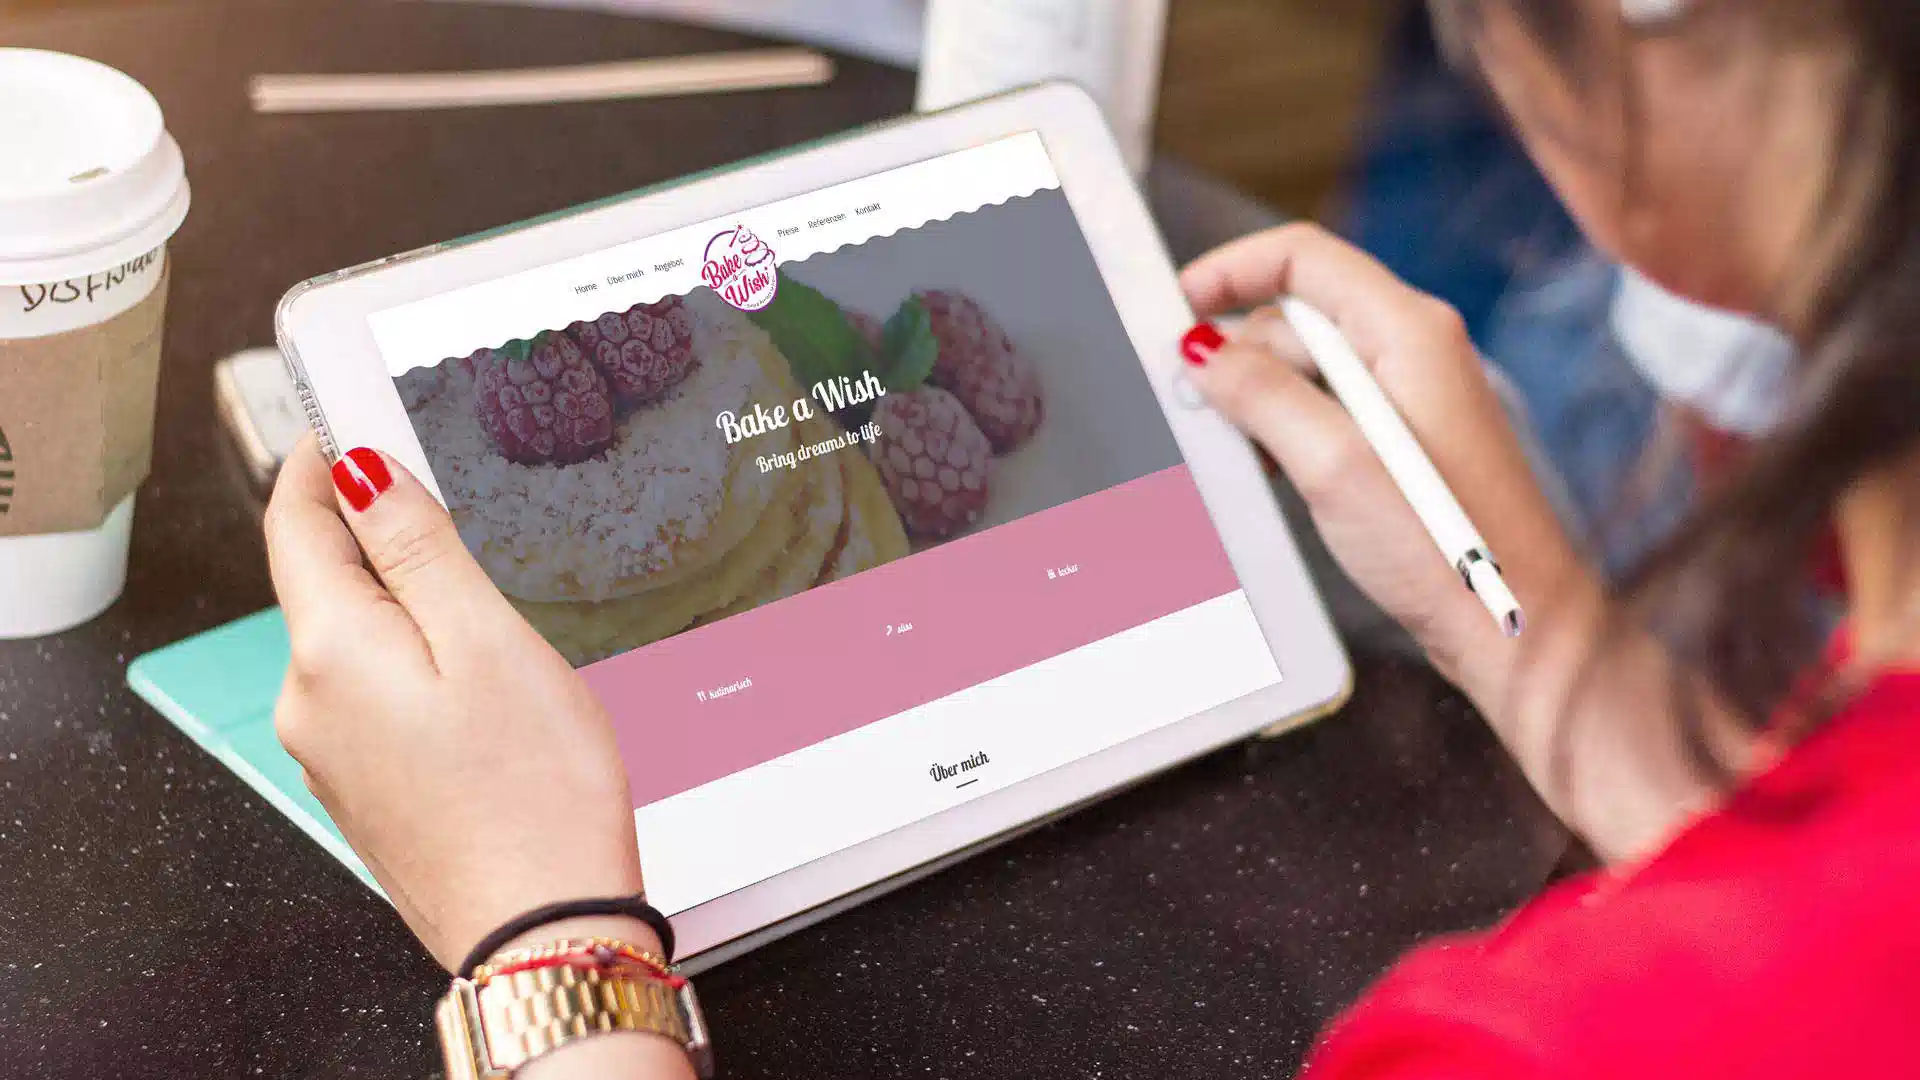 Home Über mich Angebot
Bake
a
Wish
Preise Referenzen Kontakt
Bake a Wish
Bring dreams to life
Kulinarisch
süss
lecker
Über mich